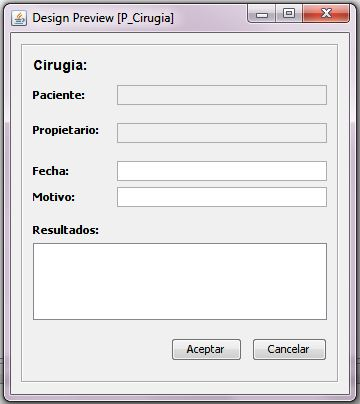 Design Preview [P_Cirugia]
Cirugia:
Paciente:
Propietario:
Fecha:
Motivo:
Resultados:
Aceptar Cancelar